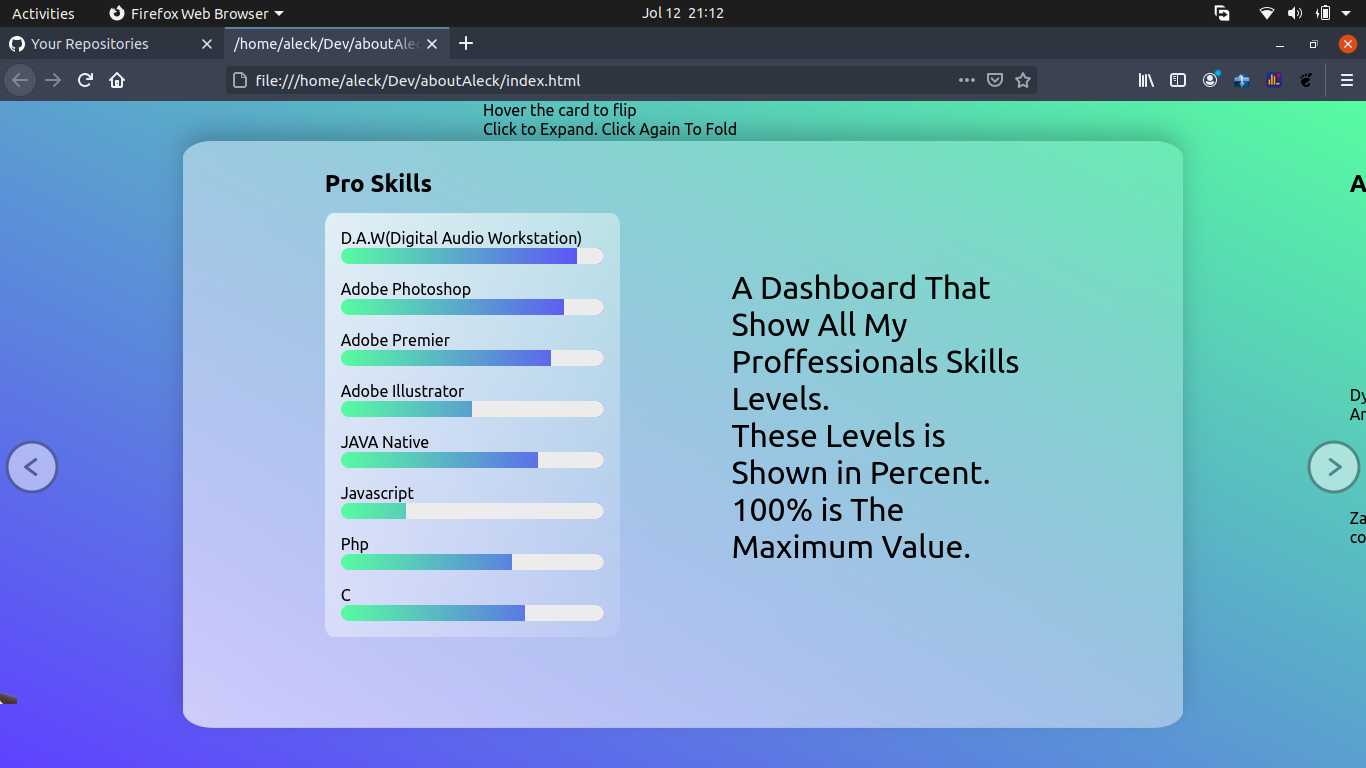 Activities
Firefox Web Browser
Jol 12 21:12
Your Repositories
/home/aleck/Dev/aboutAlec
file:///home/aleck/Dev/aboutAleck/index.html
Hover the card to flip
Click to Expand. Click Again To Fold
Pro Skills
D.A.W(Digital Audio Workstation)
Adobe Photoshop
Adobe Premier
Adobe Illustrator
JAVA Native
Javascript
Php
C
A Dashboard That
Show All My
Proffessionals Skills
Levels.
These Levels is
Shown in Percent.
100% is The
Maximum Value.
A
Dy
Ar
Za
co